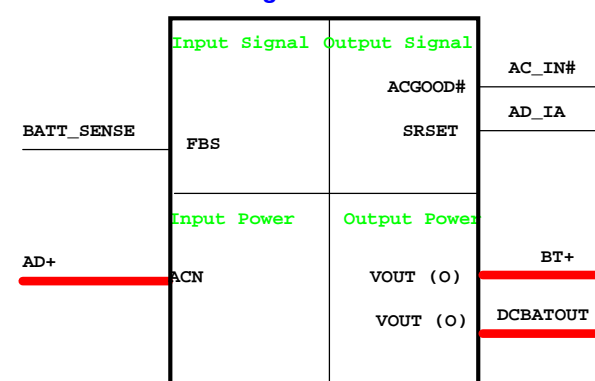 Input Signal Output Signal
AC_IN#
ACGOOD#
AD_IA
BATT_SENSE
SRSET
FBS
Input Power Output Power
AD+
BT+
ACN
VOUT (O)
DCBATOUT
VOUT (O)